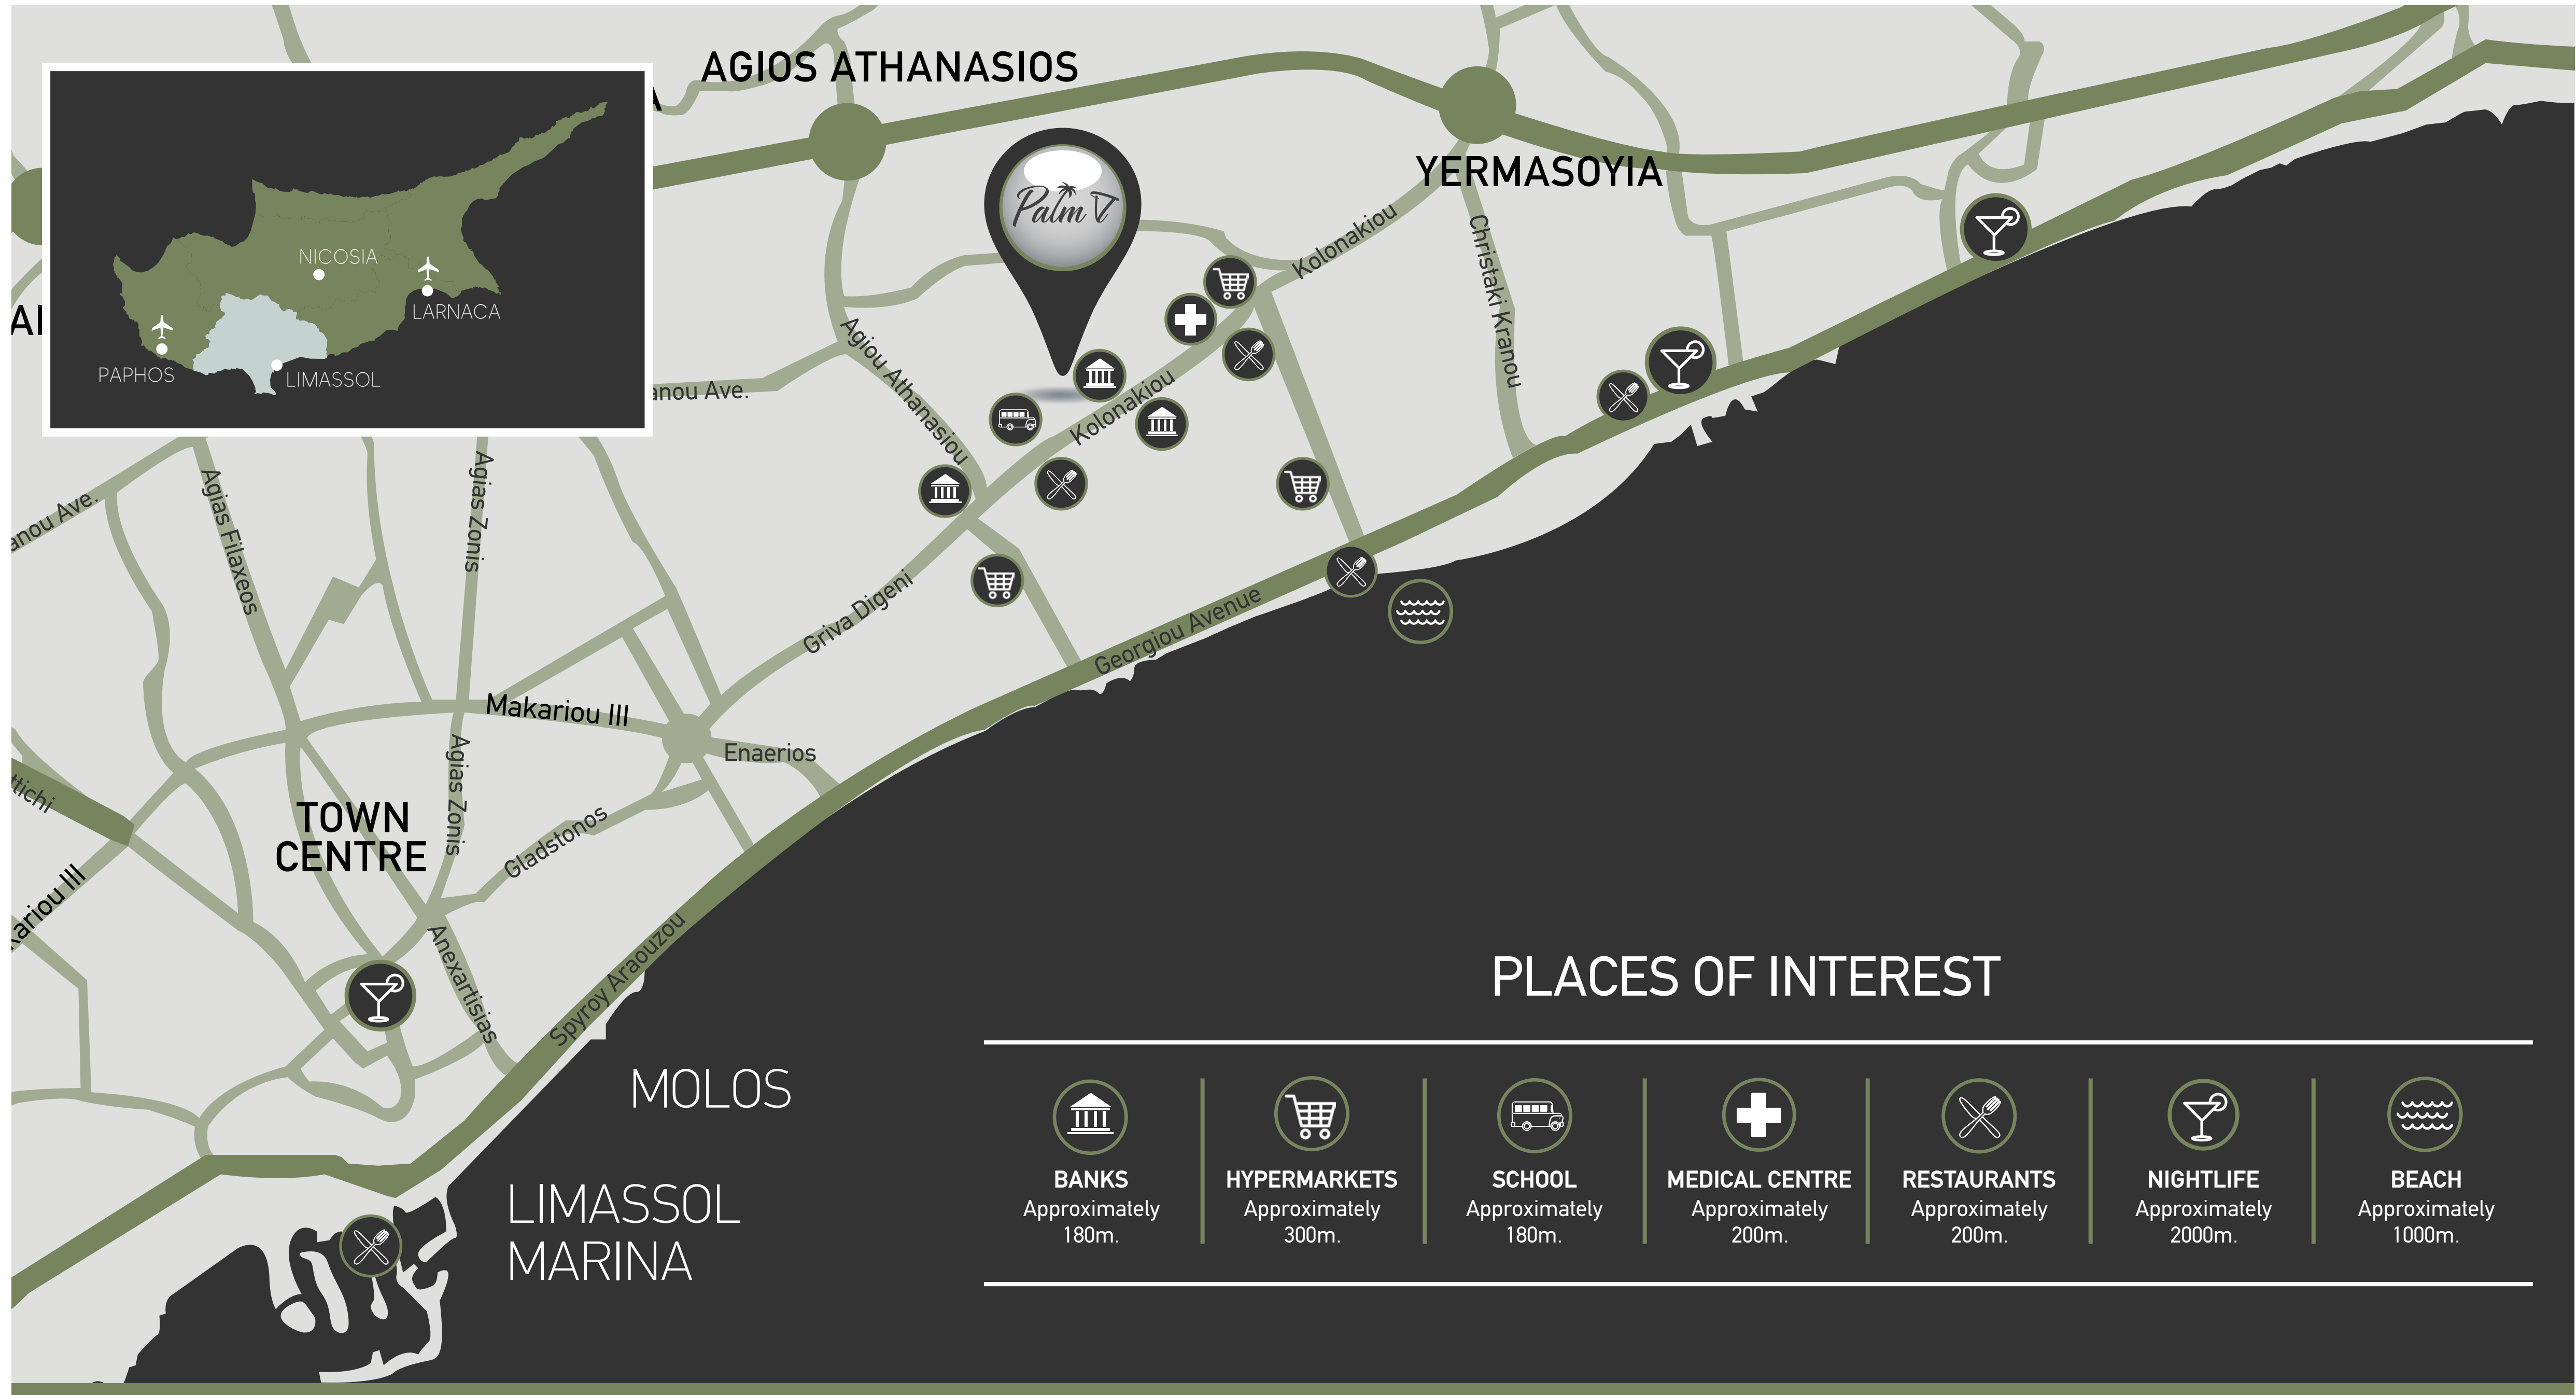 AGIOS ATHANASIOS
YERMASOYIA
Palm V
NICOSIA
LARNACA
PAPHOS
LIMASSOL
Kolonakiou
Christaki Kranou
Agiou Athanasiou
anou Ave.
Kolonakiou
anou Ave.
Agias Filaxeos
Agias Zonis
Griva Digeni
Georgiou Avenue
Makariou III
Enaerios
Agias Zonis
Gladstonos
TOWN
CENTRE
ariou III
Anexartisias
Spyroy Araouzou
MOLOS
LIMASSOL
MARINA
PLACES OF INTEREST
BANKS
Approximately
180m.
HYPERMARKETS
Approximately
300m.
SCHOOL
Approximately
180m.
MEDICAL CENTRE
Approximately
200m.
RESTAURANTS
Approximately
200m.
NIGHTLIFE
Approximately
2000m.
BEACH
Approximately
1000m.